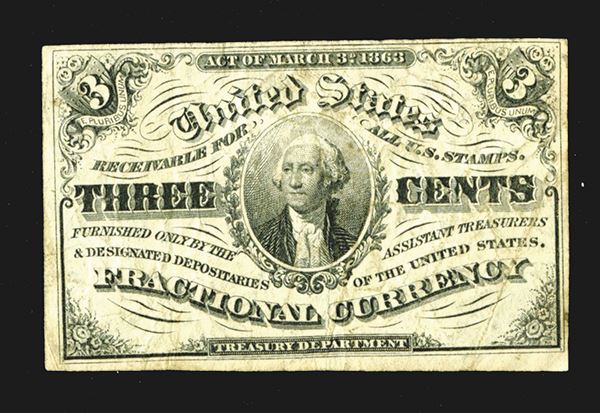 ACT OF MARCH 3D. 1863
3 3
E PLURIBUS UNUM E PLURIBUS UNUM
United States
RECEIVABLE FOR ALL U.S. STAMPS.
THREE CENTS
FURNISHED ONLY BY THE ASSISTANT TREASURERS
& DESIGNATED DEPOSITARIES OF THE UNITED STATES.
FRACTIONAL CURRENCY
TREASURY DEPARTMENT